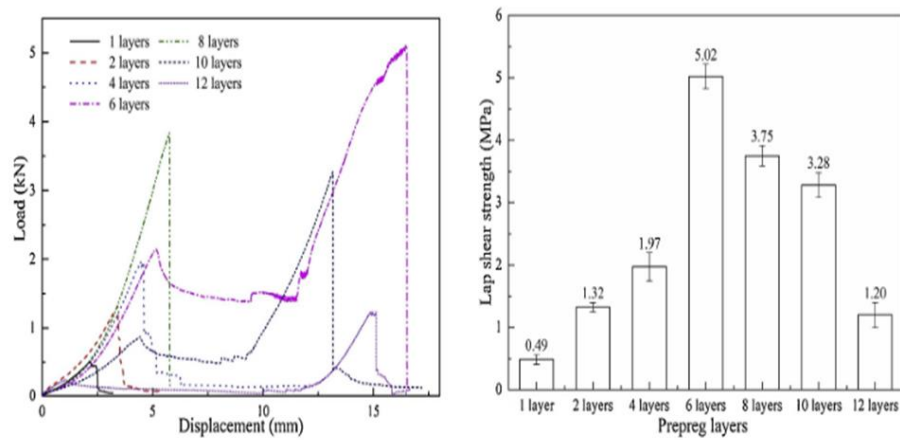 Load (kN)
5
4
3
2
1
0
1 layers
2 layers
4 layers
6 layers
8 layers
10 layers
12 layers
0 5 10 15
Displacement (mm)
Lap shear strength (MPa)
6
5
4
3
2
1
0
0.49
1.32
1.97
5.02
3.75
3.28
1.20
1 layer 2 layers 4 layers 6 layers 8 layers 10 layers 12 layers
Prepreg layers